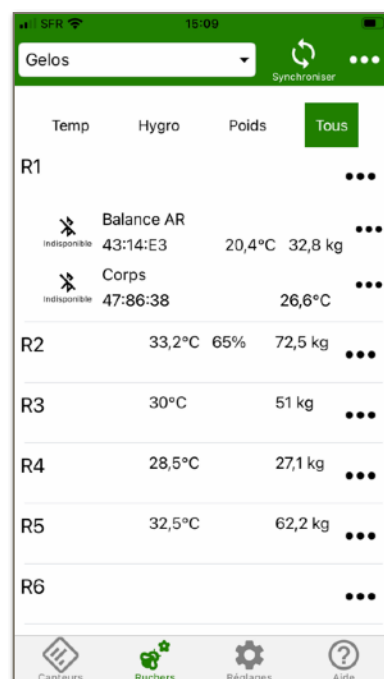 SFR 15:09
Gelos
Synchroniser
Temp Hygro Poids Tous
R1
Balance AR
Indisponible 43:14:E3 20,4°C 32,8 kg
Corps
Indisponible 47:86:38 26,6°C
R2 33,2°C 65% 72,5 kg
R3 30°C 51 kg
R4 28,5°C 27,1 kg
R5 32,5°C 62,2 kg
R6
Capteurs Ruchers Réglages Aide